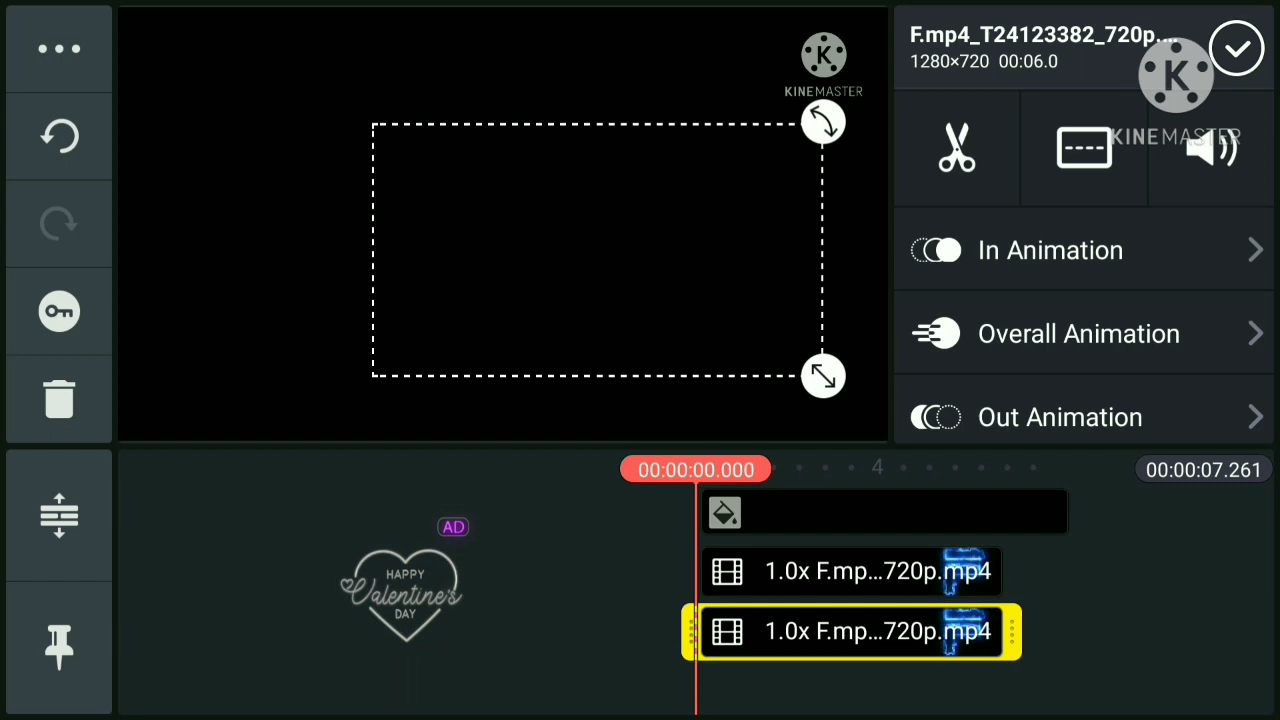 KINEMASTER
F.mp4_T24123382_720p....
1280×720 00:06.0
KINEMASTER
In Animation
Overall Animation
Out Animation
00:00:00.000
4
00:00:07.261
AD
HAPPY
Valentine's
DAY
1.0x F.mp...720p.mp4
1.0x F.mp...720p.mp4